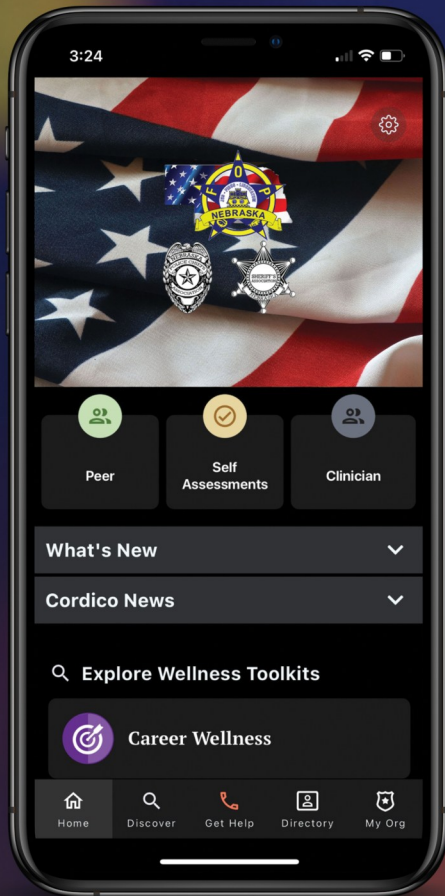 3:24
F O P
NEBRASKA
SHERIFF'S
Peer
Self
Assessments
Clinician
What's New
Cordico News
Explore Wellness Toolkits
Career Wellness
Home
Discover
Get Help
Directory
My Org